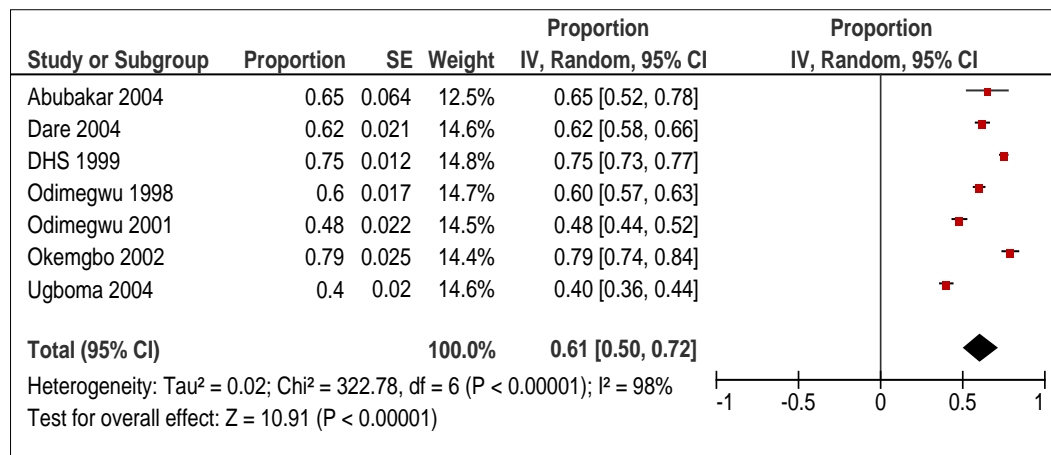 Proportion Proportion
Study or Subgroup Proportion SE Weight IV, Random, 95% CI IV, Random, 95% CI
Abubakar 2004 0.65 0.064 12.5% 0.65 [0.52, 0.78]
Dare 2004 0.62 0.021 14.6% 0.62 [0.58, 0.66]
DHS 1999 0.75 0.012 14.8% 0.75 [0.73, 0.77]
Odimegwu 1998 0.6 0.017 14.7% 0.60 [0.57, 0.63]
Odimegwu 2001 0.48 0.022 14.5% 0.48 [0.44, 0.52]
Okemgbo 2002 0.79 0.025 14.4% 0.79 [0.74, 0.84]
Ugboma 2004 0.4 0.02 14.6% 0.40 [0.36, 0.44]
Total (95% CI) 100.0% 0.61 [0.50, 0.72]
Heterogeneity: Tau² = 0.02; Chi² = 322.78, df = 6 (P < 0.00001); I² = 98%
Test for overall effect: Z = 10.91 (P < 0.00001)
-1 -0.5 0 0.5 1